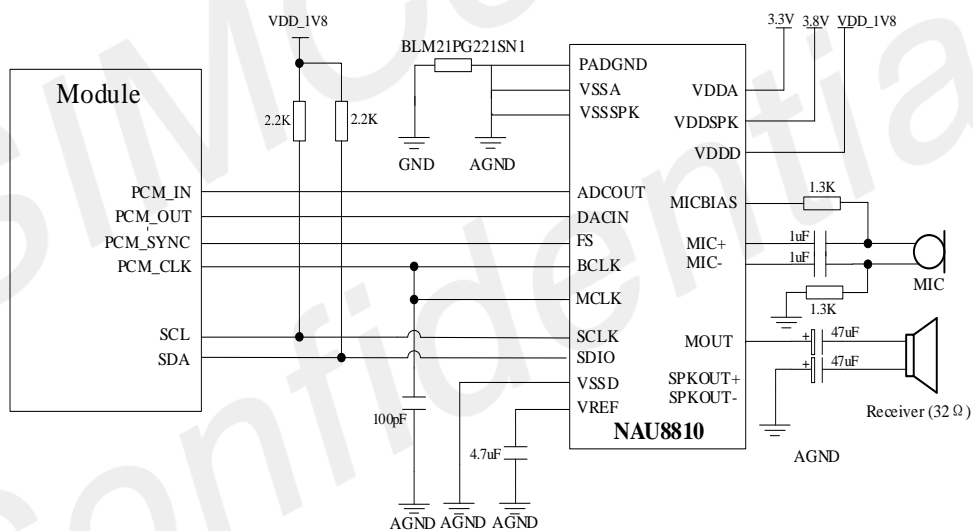 SIMCom
Confidential
VDD_1V8
3.3V 3.8V VDD_1V8
BLM21PG221SN1
Module
PADGND
VSSA
VSSSPK
VDDA
VDDSPK
VDDD
2.2K 2.2K
GND AGND
PCM_IN
PCM_OUT
PCM_SYNC
PCM_CLK
ADCOUT
DACIN
FS
BCLK
MCLK
MICBIAS
MIC+
MIC-
1.3K
1uF
1uF
MIC
1.3K
SCL
SDA
SCLK
SDIO
VSSD
VREF
MOUT
SPKOUT+
SPKOUT-
47uF
47uF
Receiver (32Ω)
NAU8810
100pF
4.7uF
AGND
AGND AGND AGND